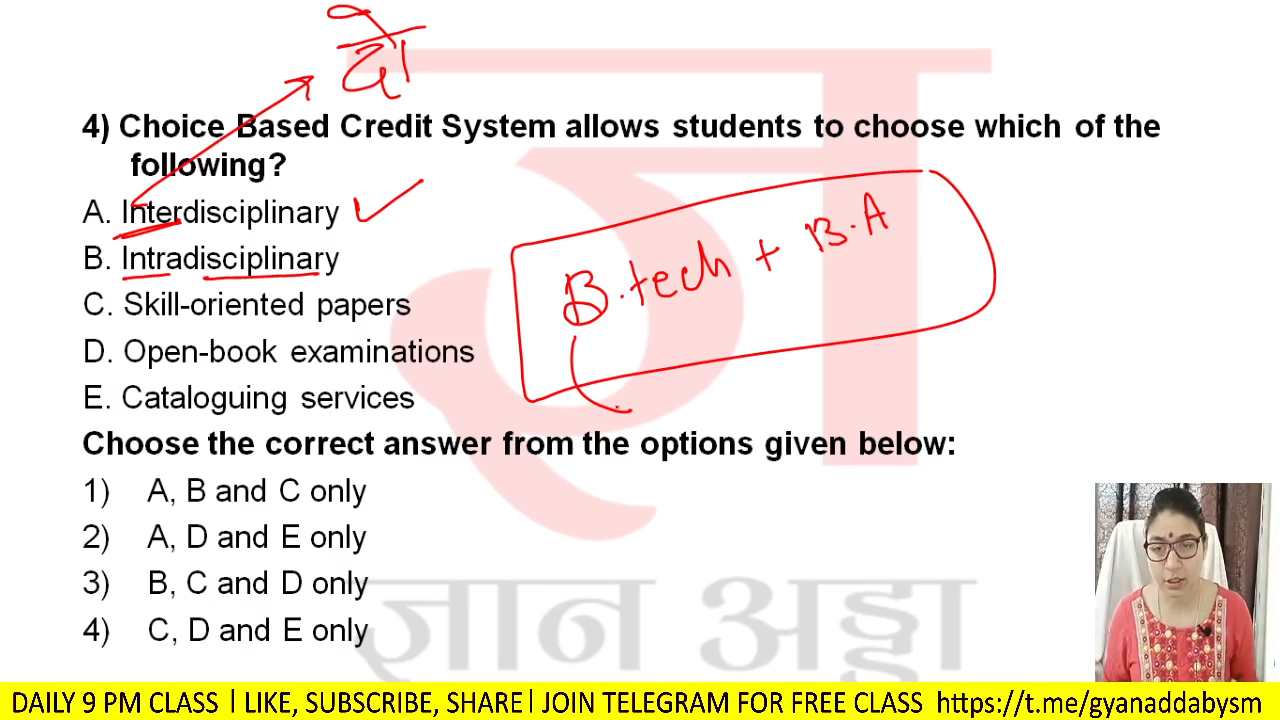 दो
4) Choice Based Credit System allows students to choose which of the
following?
A. Interdisciplinary
B. Intradisciplinary
B.tech + B.A
C. Skill-oriented papers
D. Open-book examinations
E. Cataloguing services
Choose the correct answer from the options given below:
1) A, B and C only
2) A, D and E only
3) B, C and D only
4) C, D and E only
ज्ञान अड्डा
DAILY 9 PM CLASS | LIKE, SUBSCRIBE, SHARE| JOIN TELEGRAM FOR FREE CLASS https://t.me/gyanaddabysm